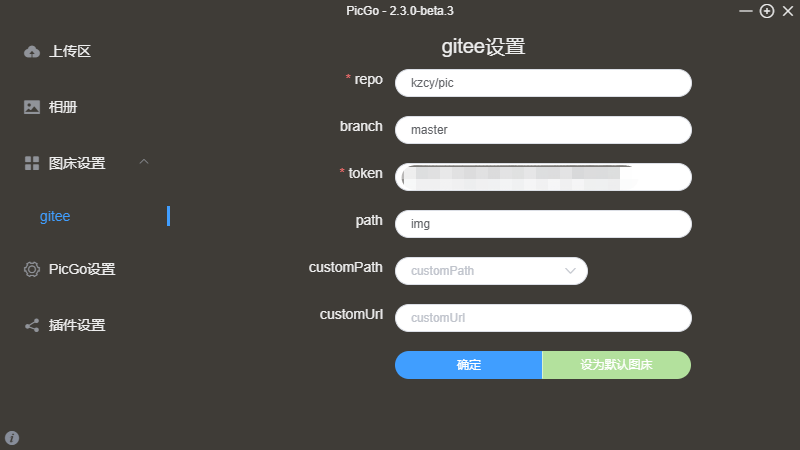 PicGo - 2.3.0-beta.3
上传区
相册
图床设置
gitee
PicGo设置
插件设置
gitee设置
* repo
kzcy/pic
branch
master
* token
path
img
customPath
customPath
customUrl
customUrl
确定
设为默认图床